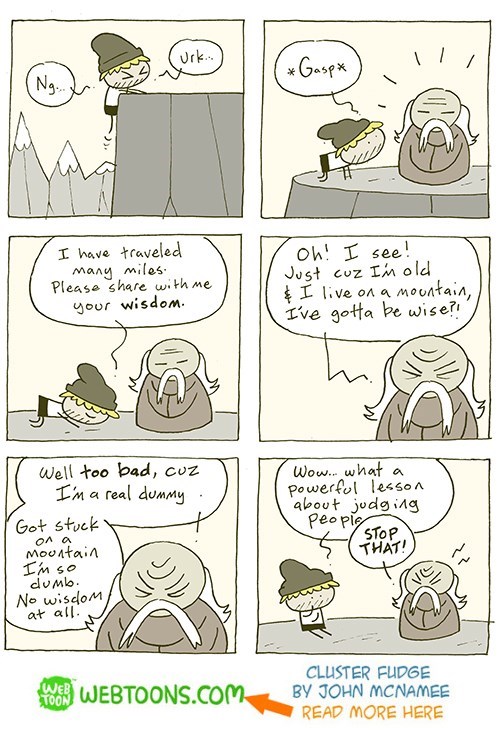 Ng...
Urk...
*Gasp*
I have traveled
many miles.
Please share with me
your wisdom.
Oh! I see!
Just cuz I'm old
& I live on a mountain,
I've gotta be wise?!
Well too bad, cuz
I'm a real dummy.
Got stuck
on a
mountain
I'm so
dumb.
No wisdom
at all.
Wow... what a
powerful lesson
about judging
people
STOP
THAT!
WEB
TOON
WEBTOONS.COM
CLUSTER FUDGE
BY JOHN MCNAMEE
READ MORE HERE